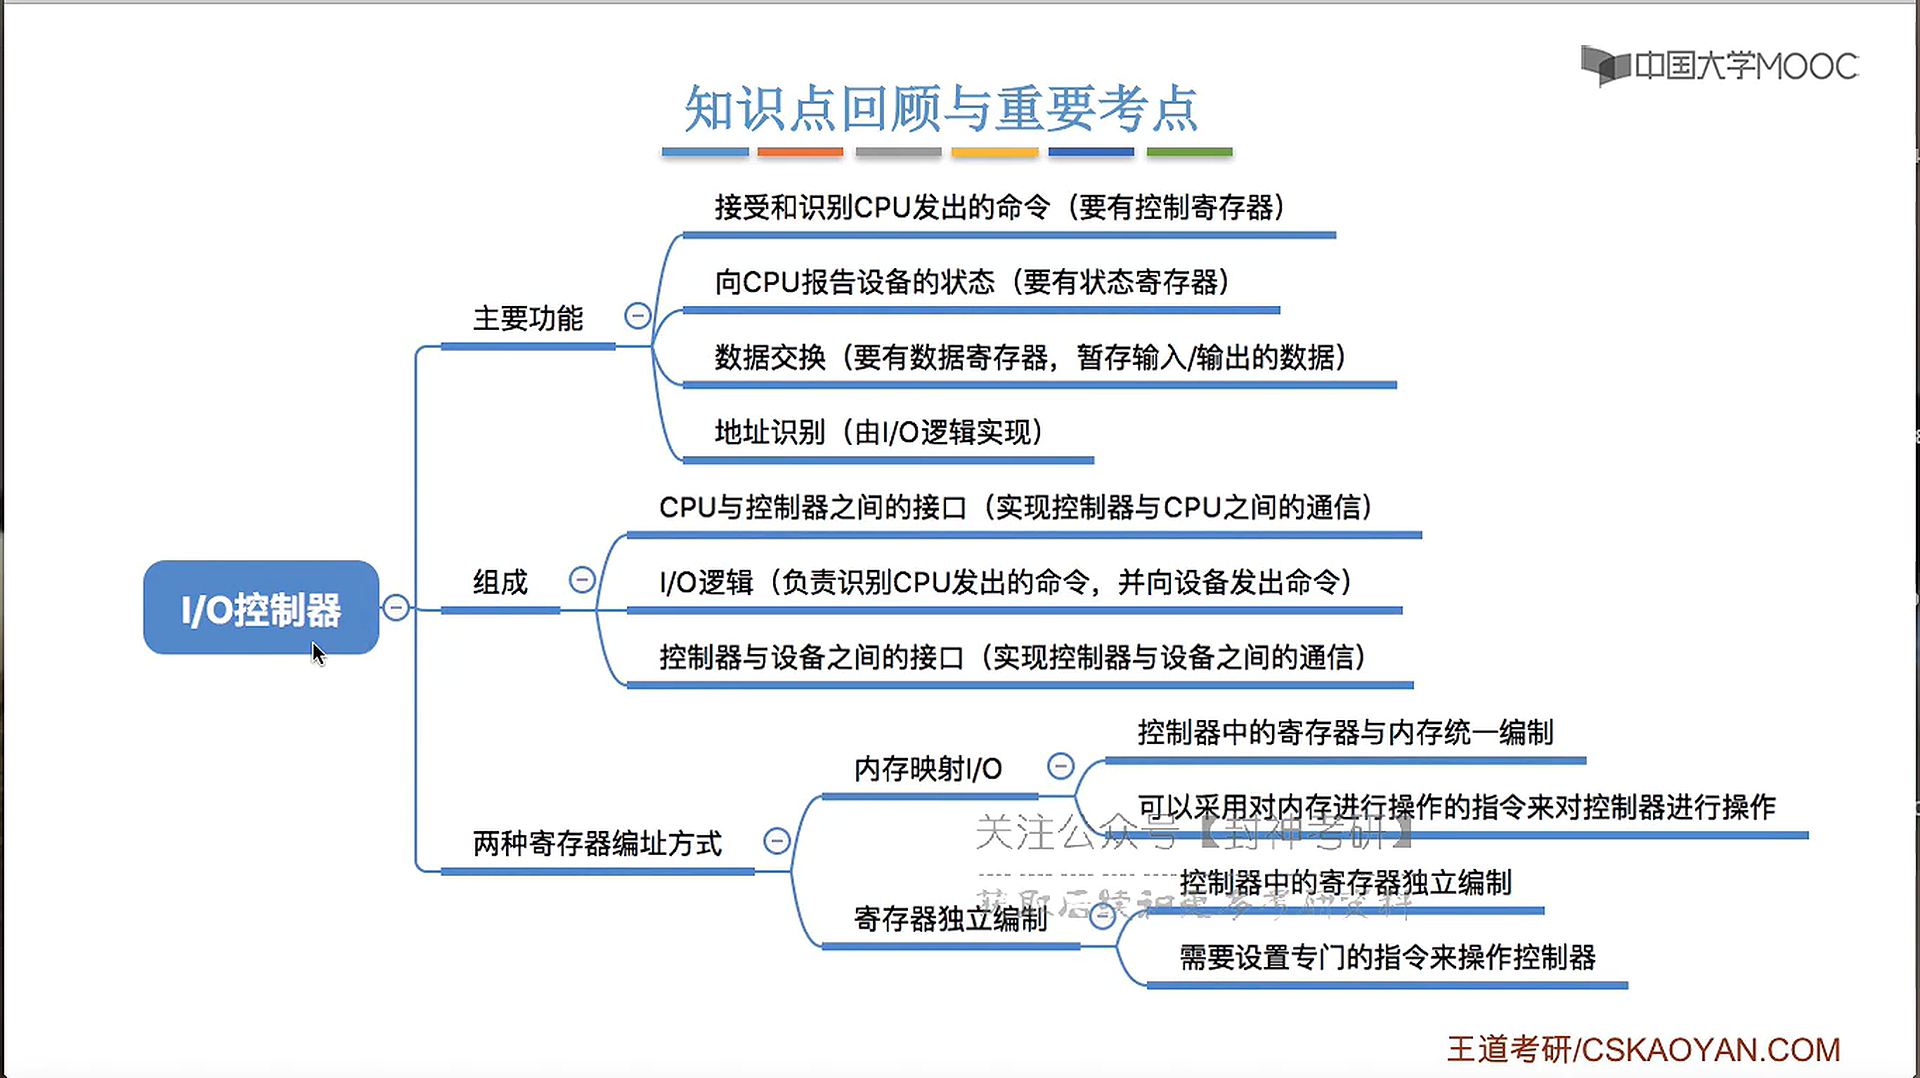 中国大学MOOC
知识点回顾与重要考点
接受和识别CPU发出的命令（要有控制寄存器）
向CPU报告设备的状态（要有状态寄存器）
主要功能
数据交换（要有数据寄存器，暂存输入/输出的数据）
地址识别（由I/O逻辑实现）
CPU与控制器之间的接口（实现控制器与CPU之间的通信）
组成
I/O逻辑（负责识别CPU发出的命令，并向设备发出命令）
I/O控制器
控制器与设备之间的接口（实现控制器与设备之间的通信）
控制器中的寄存器与内存统一编制
内存映射I/O
可以采用对内存进行操作的指令来对控制器进行操作
关注公众号【封神考研】
两种寄存器编址方式
控制器中的寄存器独立编制
获取后续和更多考研资料
寄存器独立编制
需要设置专门的指令来操作控制器
王道考研/CSKAOYAN.COM